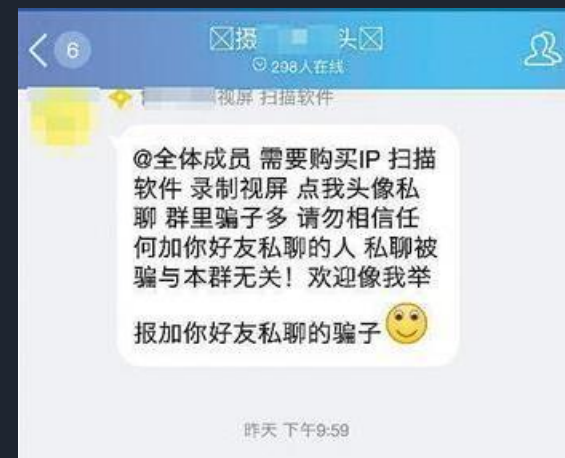 6
摄 头
298人在线
视屏 扫描软件
@全体成员 需要购买IP 扫描
软件 录制视屏 点我头像私
聊 群里骗子多 请勿相信任
何加你好友私聊的人 私聊被
骗与本群无关！欢迎像我举
报加你好友私聊的骗子
昨天 下午9:59